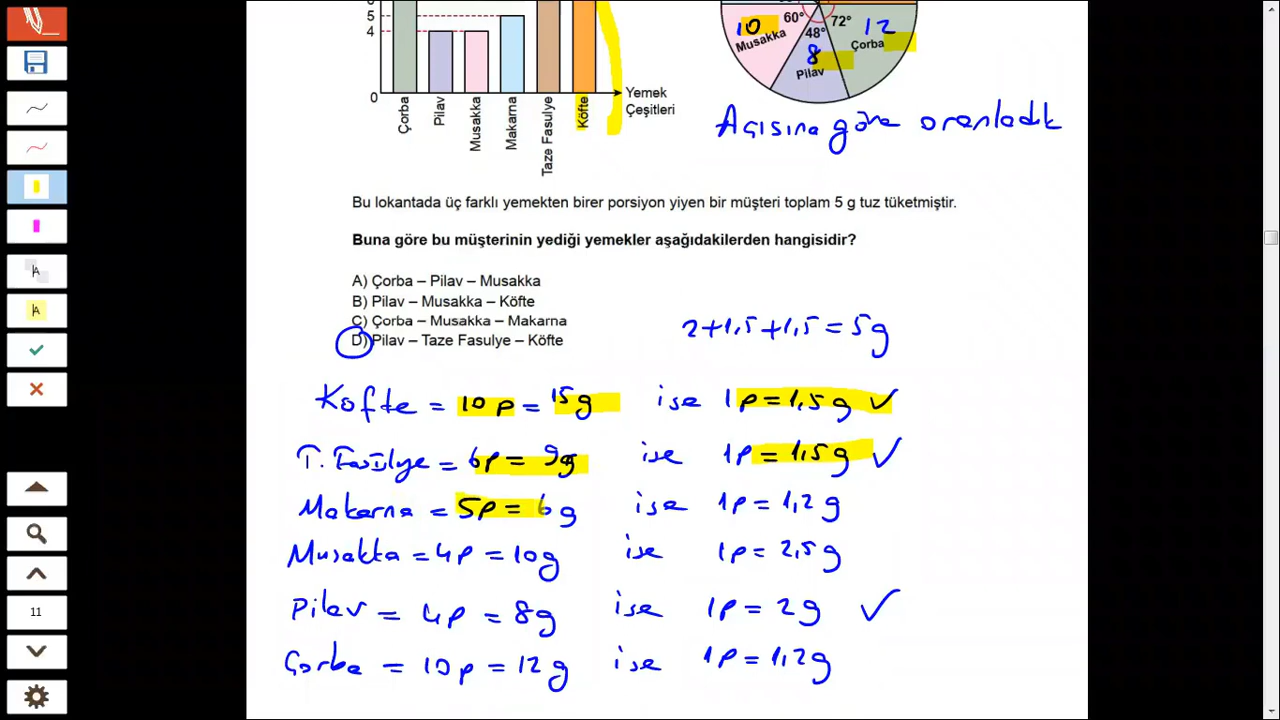 5
4
0
Çorba
Pilav
Musakka
Makarna
Taze Fasulye
Köfte
Yemek
Çeşitleri
60°
48°
72°
10
Musakka
8
Pilav
12
Çorba
Açısına göre oranladık
Bu lokantada üç farklı yemekten birer porsiyon yiyen bir müşteri toplam 5 g tuz tüketmiştir.
Buna göre bu müşterinin yediği yemekler aşağıdakilerden hangisidir?
A) Çorba – Pilav – Musakka
B) Pilav – Musakka – Köfte
C) Çorba – Musakka – Makarna
D) Pilav – Taze Fasulye – Köfte
2+1,5+1,5 = 5g
Köfte = 10 p = 15g ise 1p = 1,5 g ✓
T. Fasülye = 6p = 9g ise 1p = 1,5g ✓
Makarna = 5p = 6g ise 1p = 1,2g
Musakka = 4p = 10g ise 1p = 2,5g
Pilav = 4p = 8g ise 1p = 2g ✓
Çorba = 10p = 12g ise 1p = 1,2g
11